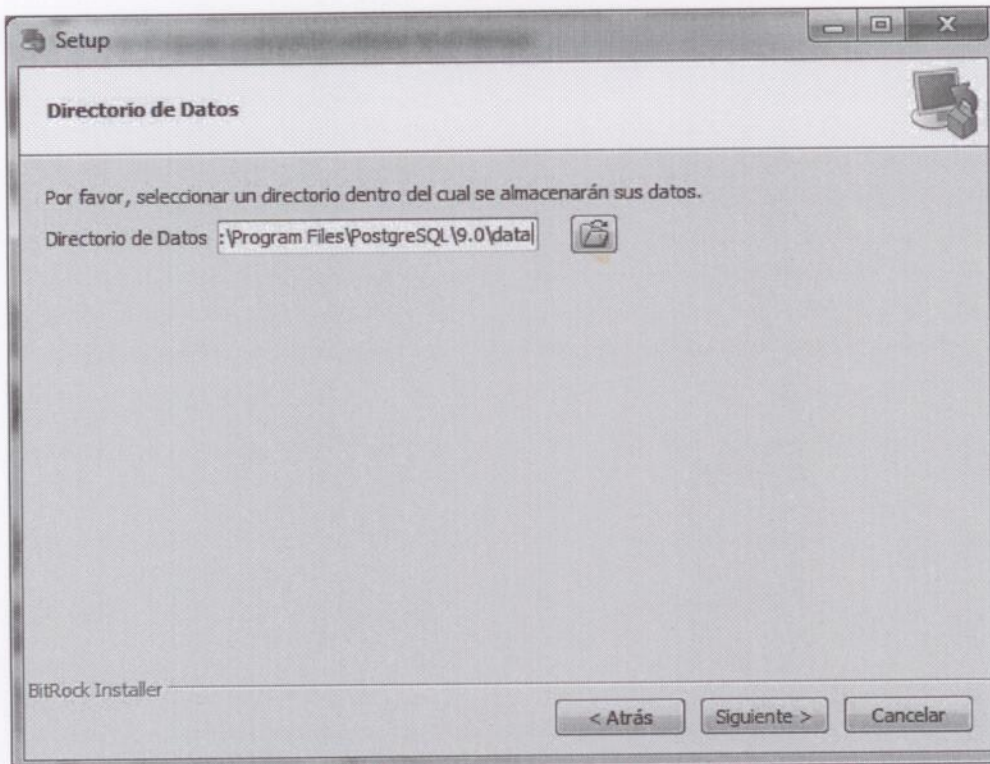 Setup
Directorio de Datos
Por favor, seleccionar un directorio dentro del cual se almacenarán sus datos.
Directorio de Datos :\Program Files\PostgreSQL\9.0\data
BitRock Installer
< Atrás Siguiente > Cancelar